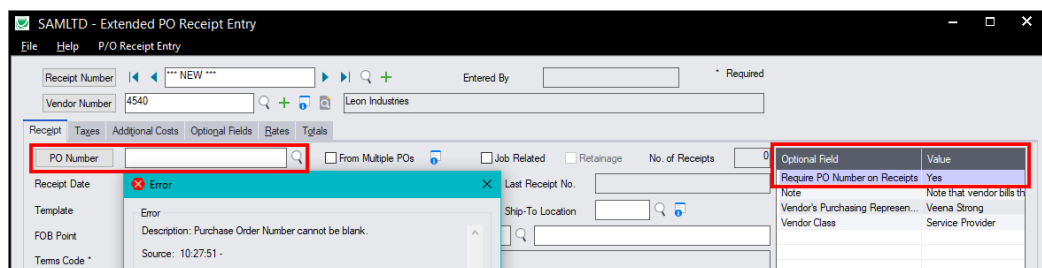 SAMLTD - Extended PO Receipt Entry
File Help P/O Receipt Entry
Receipt Number *** NEW *** Entered By * Required
Vendor Number 4540 Leon Industries
Receipt Taxes Additional Costs Optional Fields Rates Totals
PO Number From Multiple POs Job Related Retainage No. of Receipts 0 Optional Field Value
Require PO Number on Receipts Yes
Receipt Date Error Last Receipt No. Note Note that vendor bills th
Template Error Ship-To Location Vendor's Purchasing Represen... Veena Strong
Vendor Class Service Provider
FOB Point Description: Purchase Order Number cannot be blank.
Terms Code * Source: 10:27:51 -